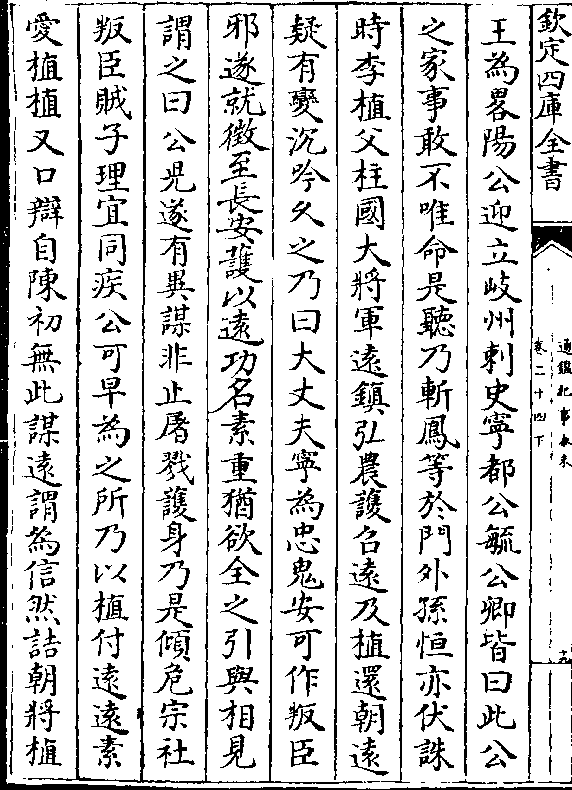 欽定四庫全書
通鑑紀事本末
卷二十四下
王為畧陽公迎立岐州刺史寧都公毓公卿皆曰此公
之家事敢不唯命是聽乃斬鳳等於門外孫恒亦伏誅
時李植父柱國大將軍遠鎮弘農護召遠及植還朝遠
疑有變沉吟乆之乃曰大丈夫寧為忠鬼安可作叛臣
邪遂就徴至長安護以遠功名素重猶欲全之引與相見
謂之曰公兒遂有異謀非止屠戮護身乃是傾危宗社
叛臣賊子理宜同疾公可早為之所乃以植付遠遠素
愛植植又口辯自陳初無此謀遠謂為信然詰朝將植